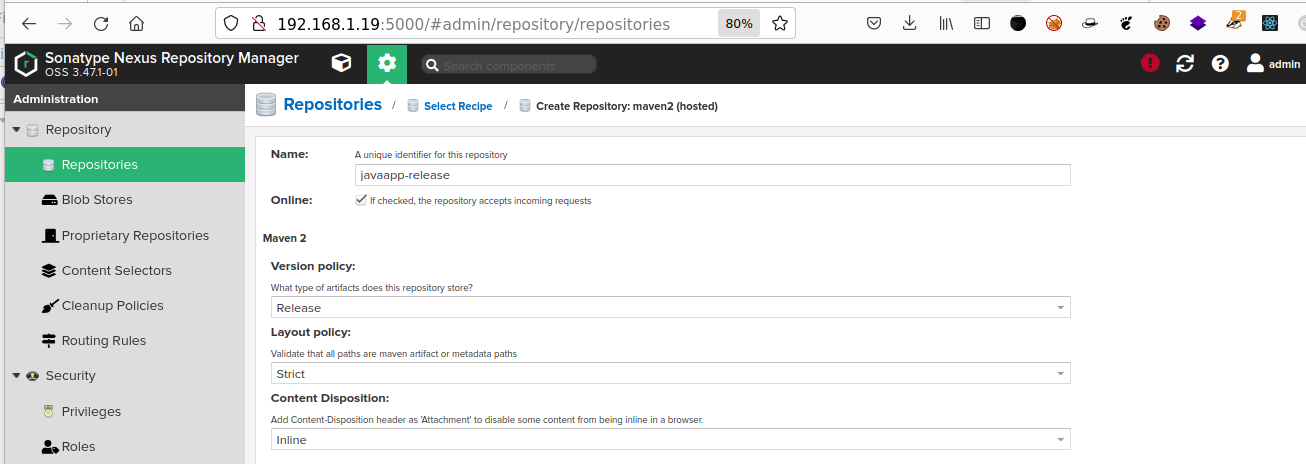 192.168.1.19:5000/#admin/repository/repositories
80%
2
Sonatype Nexus Repository Manager
OSS 3.47.1-01
Search components
admin
Administration
Repository
Repositories
Blob Stores
Proprietary Repositories
Content Selectors
Cleanup Policies
Routing Rules
Security
Privileges
Roles
Repositories / Select Recipe / Create Repository: maven2 (hosted)
Name: A unique identifier for this repository
javaapp-release
Online: If checked, the repository accepts incoming requests
Maven 2
Version policy:
What type of artifacts does this repository store?
Release
Layout policy:
Validate that all paths are maven artifact or metadata paths
Strict
Content Disposition:
Add Content-Disposition header as 'Attachment' to disable some content from being inline in a browser.
Inline